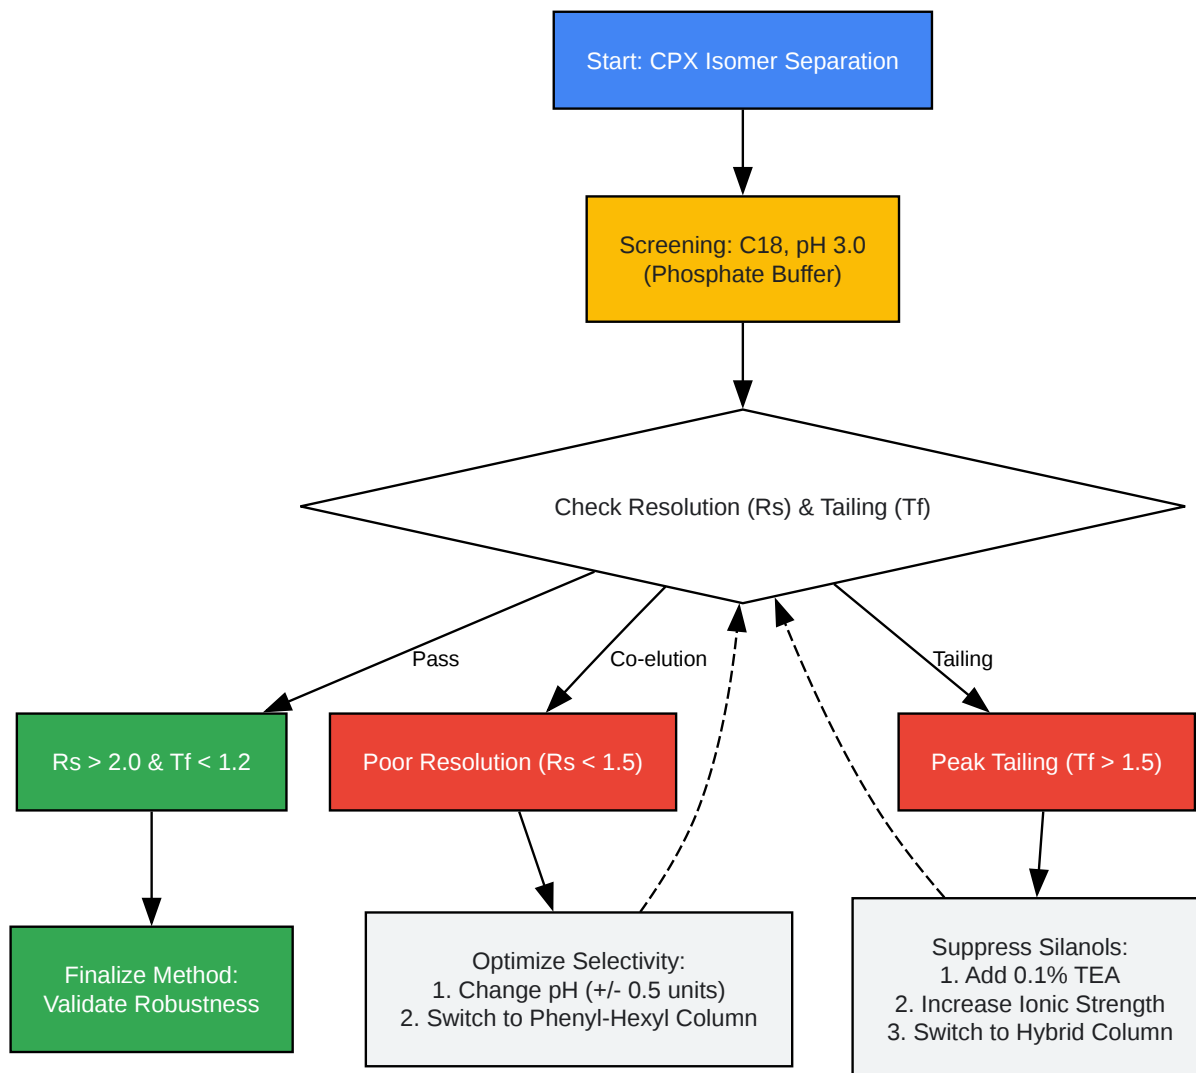 Start: CPX Isomer Separation
Screening: C18, pH 3.0
(Phosphate Buffer)
Check Resolution (Rs) & Tailing (Tf)
Pass
Co-elution
Tailing
Rs > 2.0 & Tf < 1.2
Poor Resolution (Rs < 1.5)
Peak Tailing (Tf > 1.5)
Finalize Method:
Validate Robustness
Optimize Selectivity:
1. Change pH (+/- 0.5 units)
2. Switch to Phenyl-Hexyl Column
Suppress Silanols:
1. Add 0.1% TEA
2. Increase Ionic Strength
3. Switch to Hybrid Column